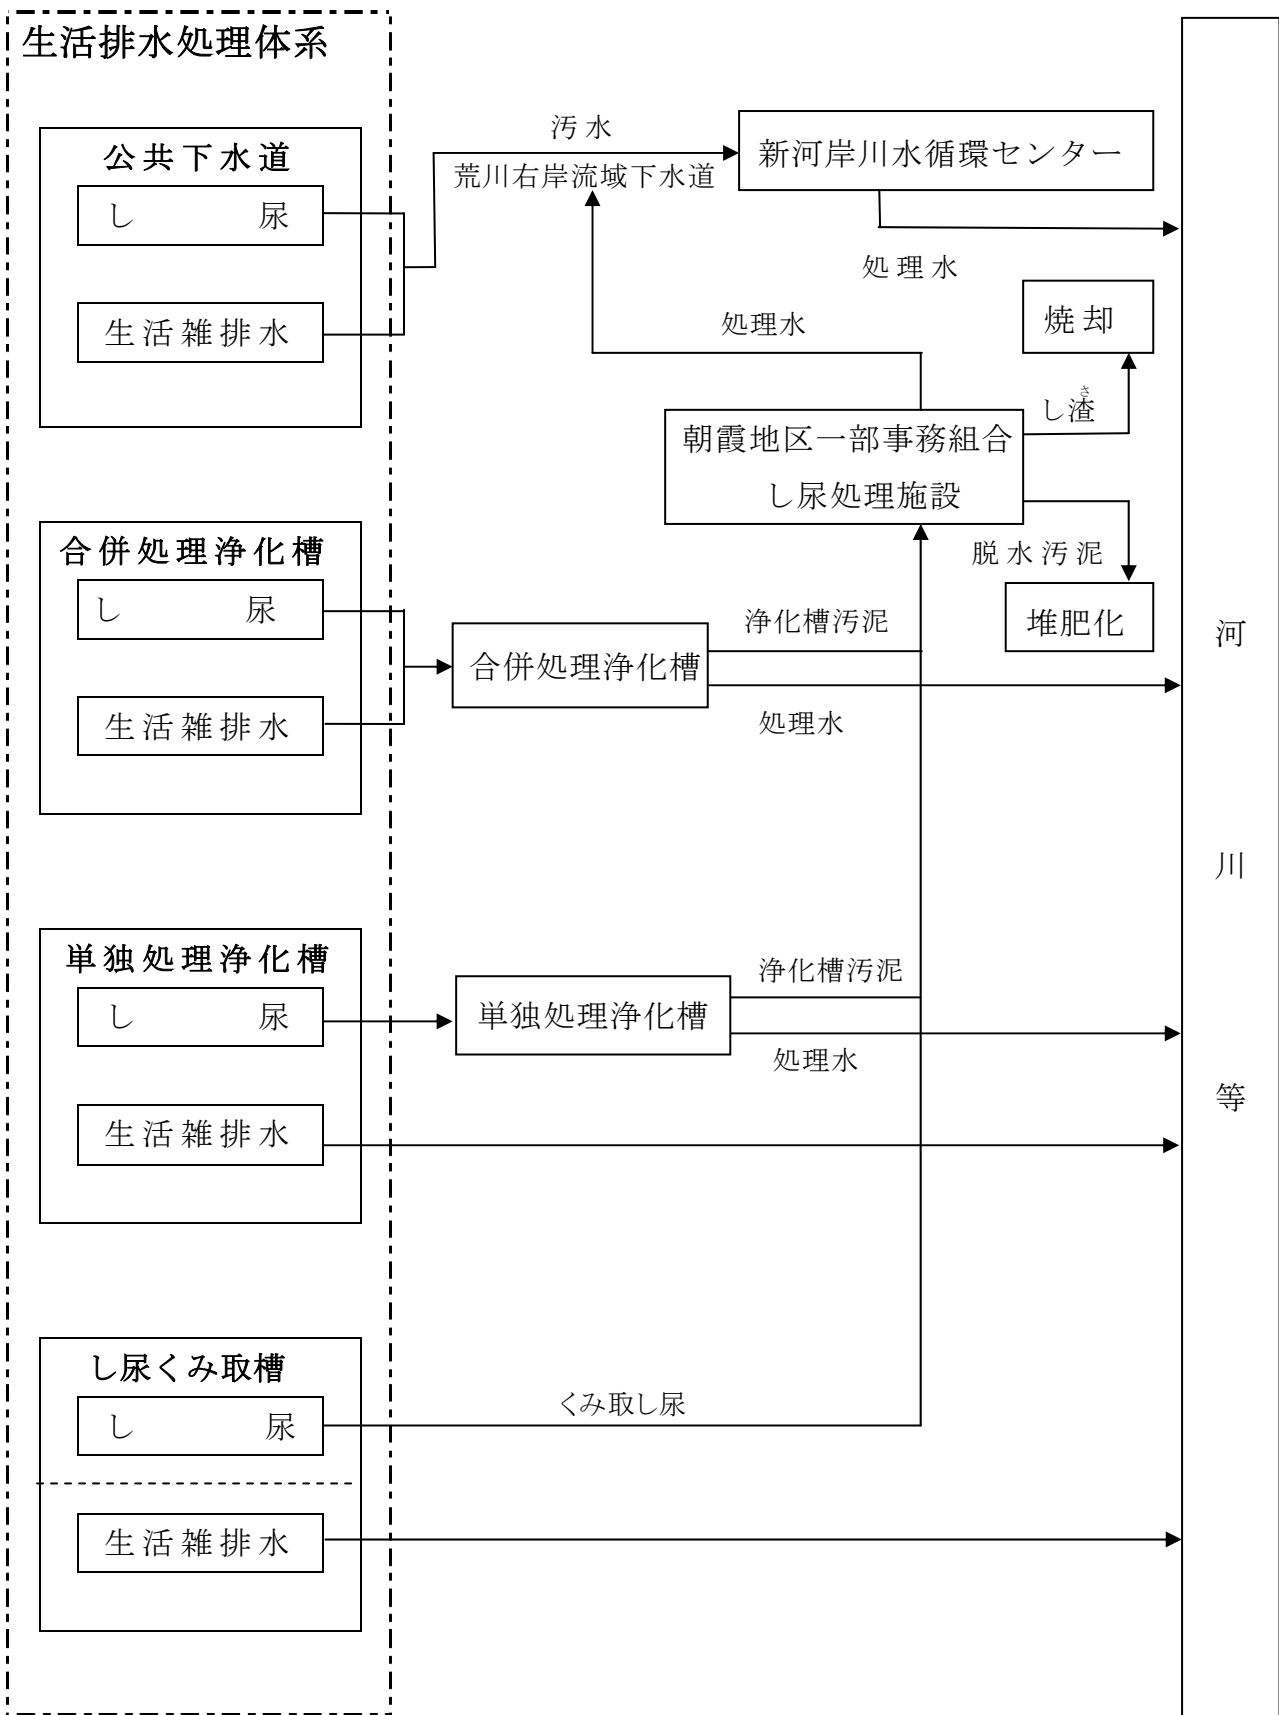 生活排水処理体系
公共下水道
し尿
生活雑排水
汚水
荒川右岸流域下水道
新河岸川水循環センター
処理水
処理水
焼却
し渣
さ
朝霞地区一部事務組合
し尿処理施設
脱水汚泥
堆肥化
合併処理浄化槽
し尿
生活雑排水
合併処理浄化槽
浄化槽汚泥
処理水
単独処理浄化槽
し尿
生活雑排水
単独処理浄化槽
浄化槽汚泥
処理水
し尿くみ取槽
し尿
生活雑排水
くみ取し尿
河川等